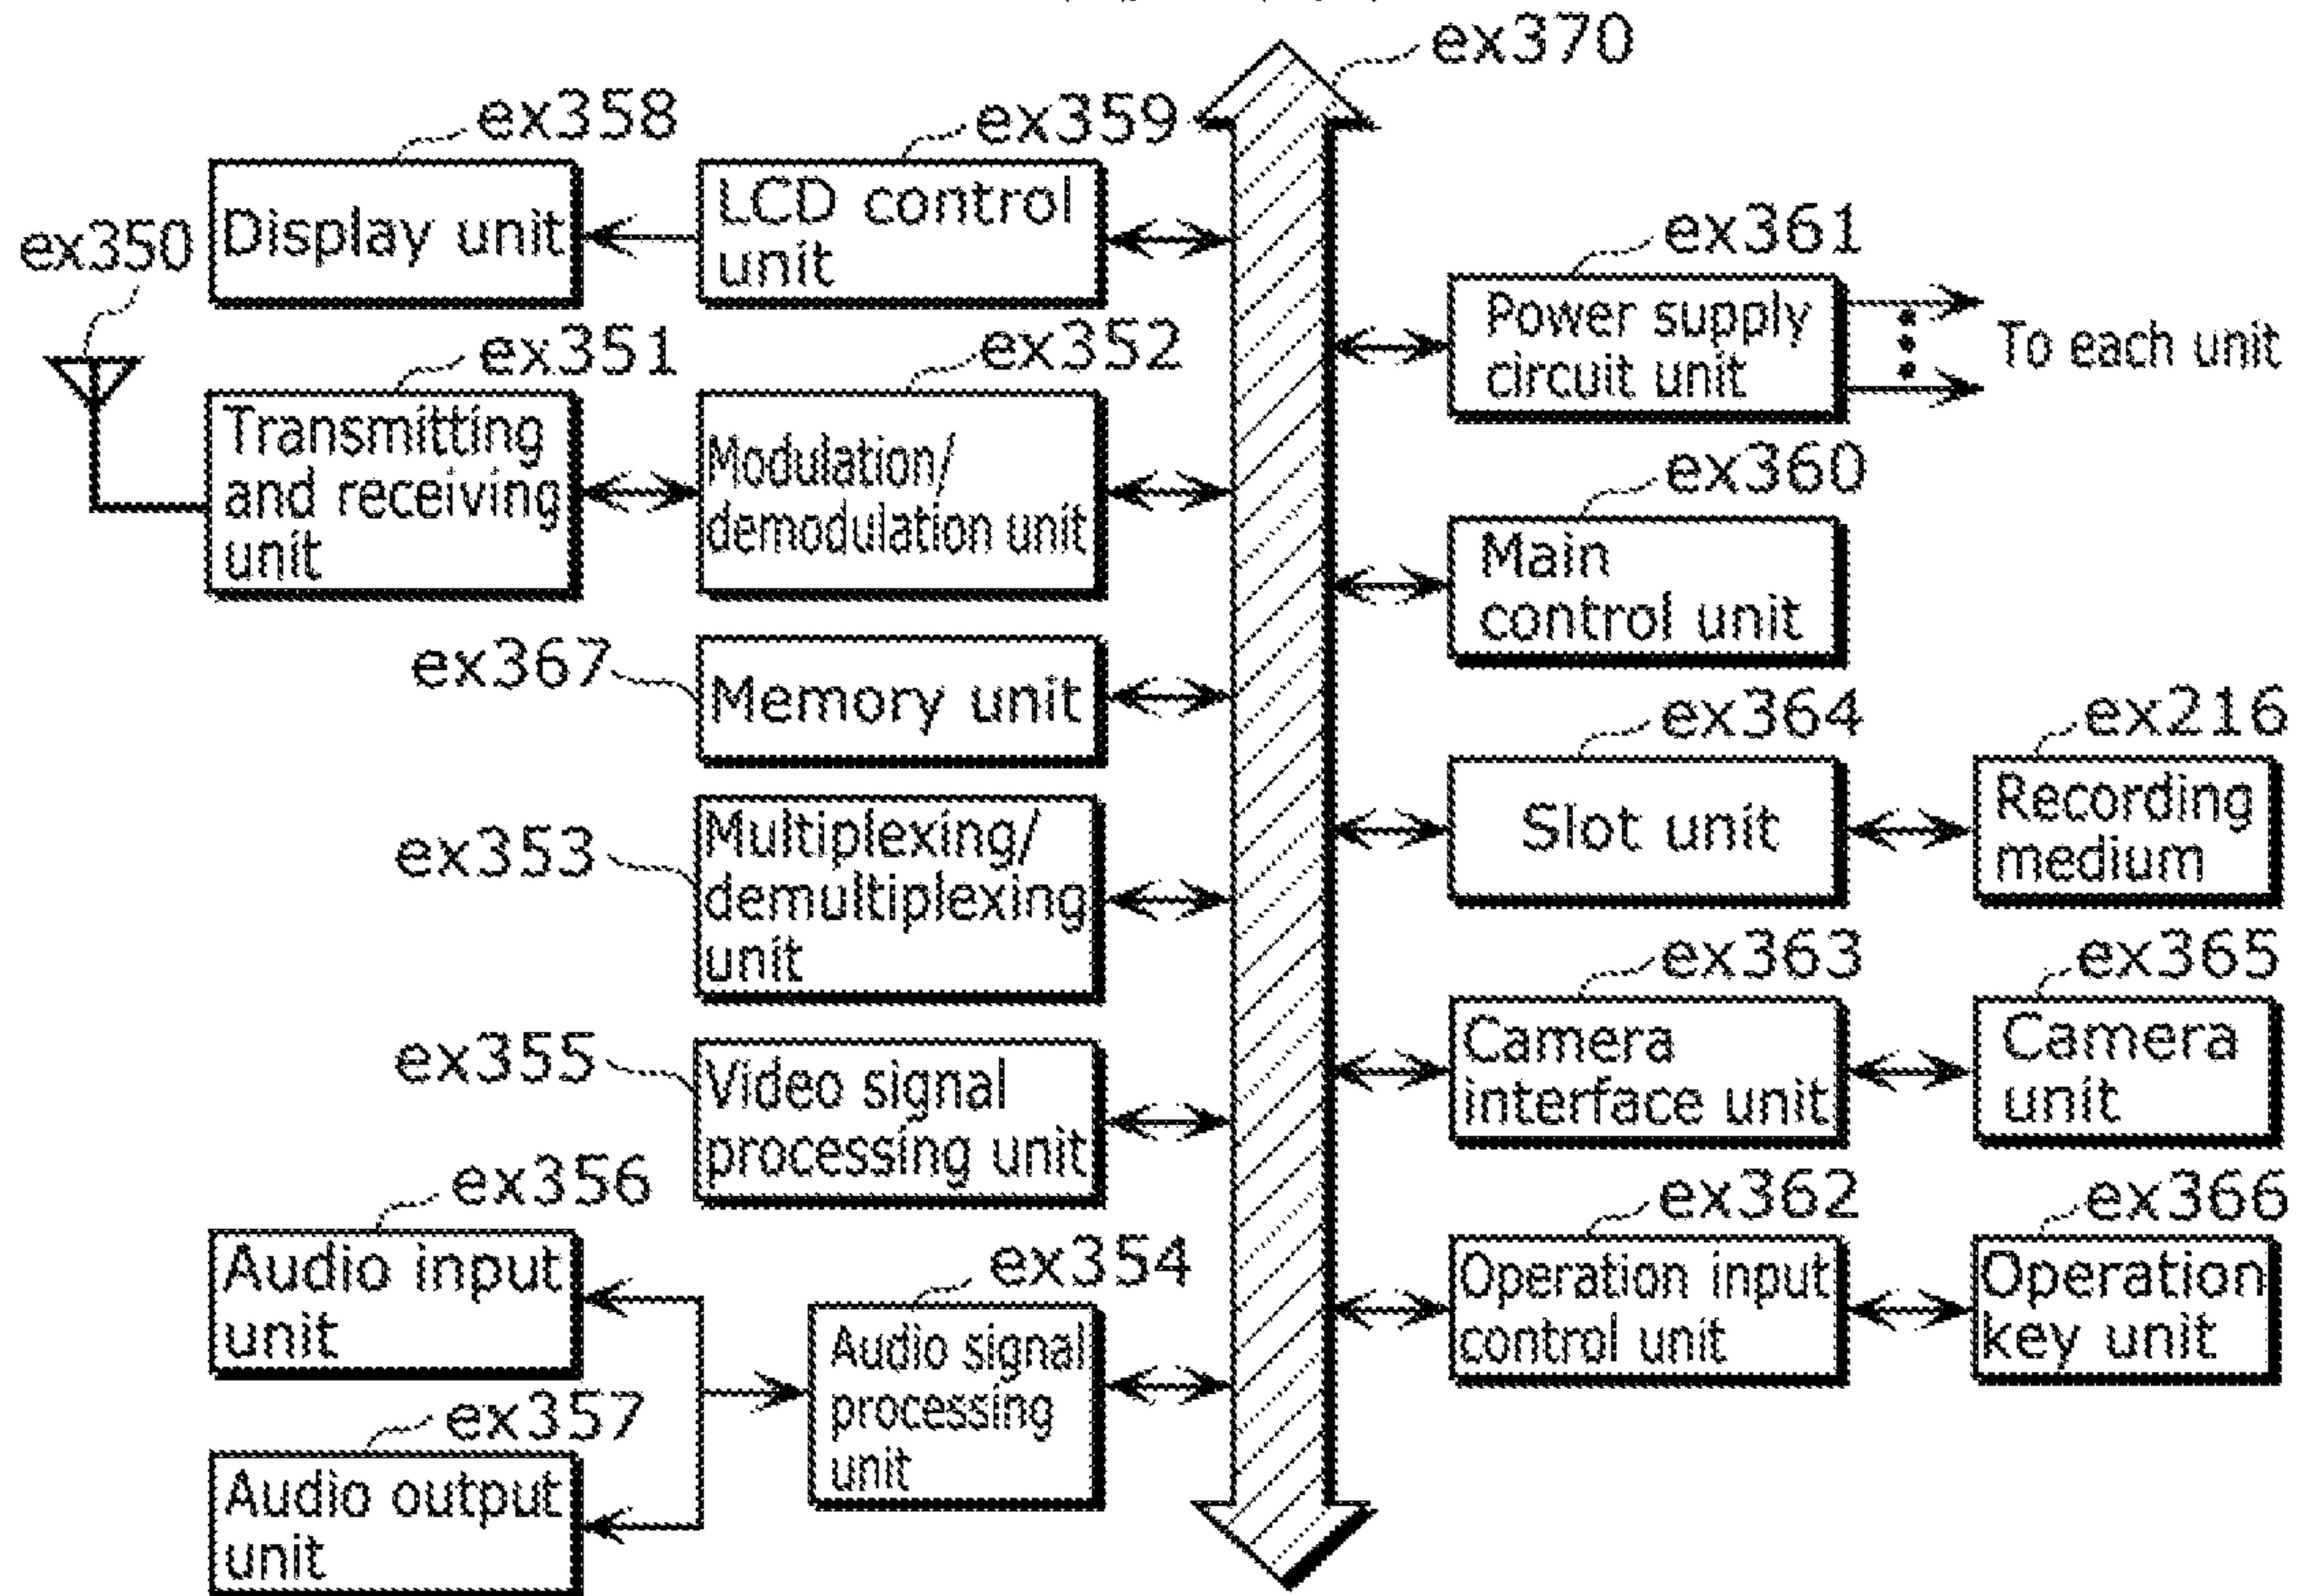 ex370
ex358
ex359
Display unit
LCD control
unit
ex350
ex361
Power supply
circuit unit
To each unit
ex351
ex352
Transmitting
and receiving
unit
Modulation/
demodulation unit
ex360
Main
control unit
ex367
Memory unit
ex364
Slot unit
ex216
Recording
medium
ex353
Multiplexing/
demultiplexing
unit
ex363
Camera
interface unit
ex365
Camera
unit
ex355
Video signal
processing unit
ex356
Audio input
unit
ex362
Operation input
control unit
ex366
Operation
key unit
ex354
Audio signal
processing
unit
ex357
Audio output
unit